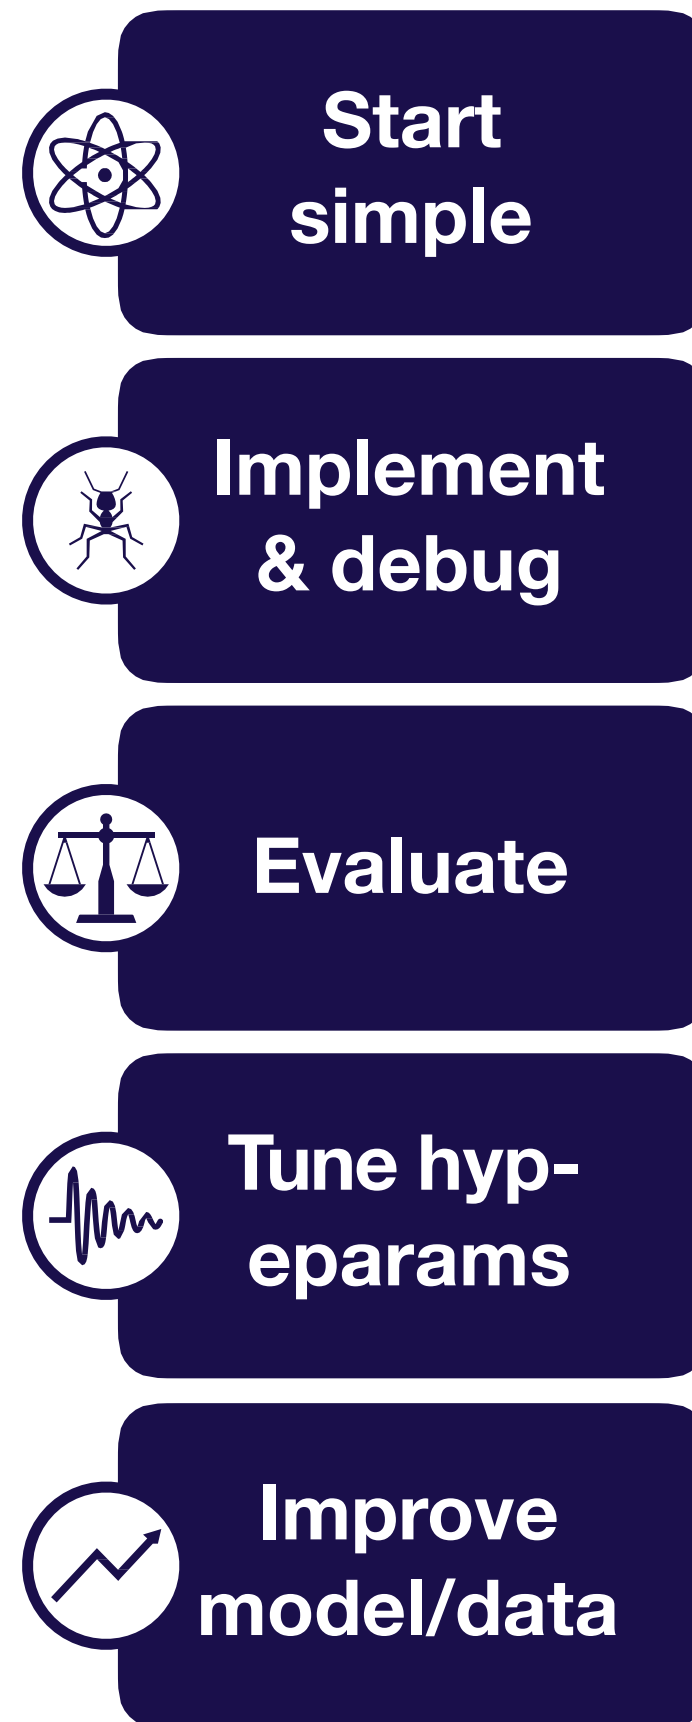 Start
simple
Implement
& debug
Evaluate
Tune hyp-
eparams
Improve
model/data